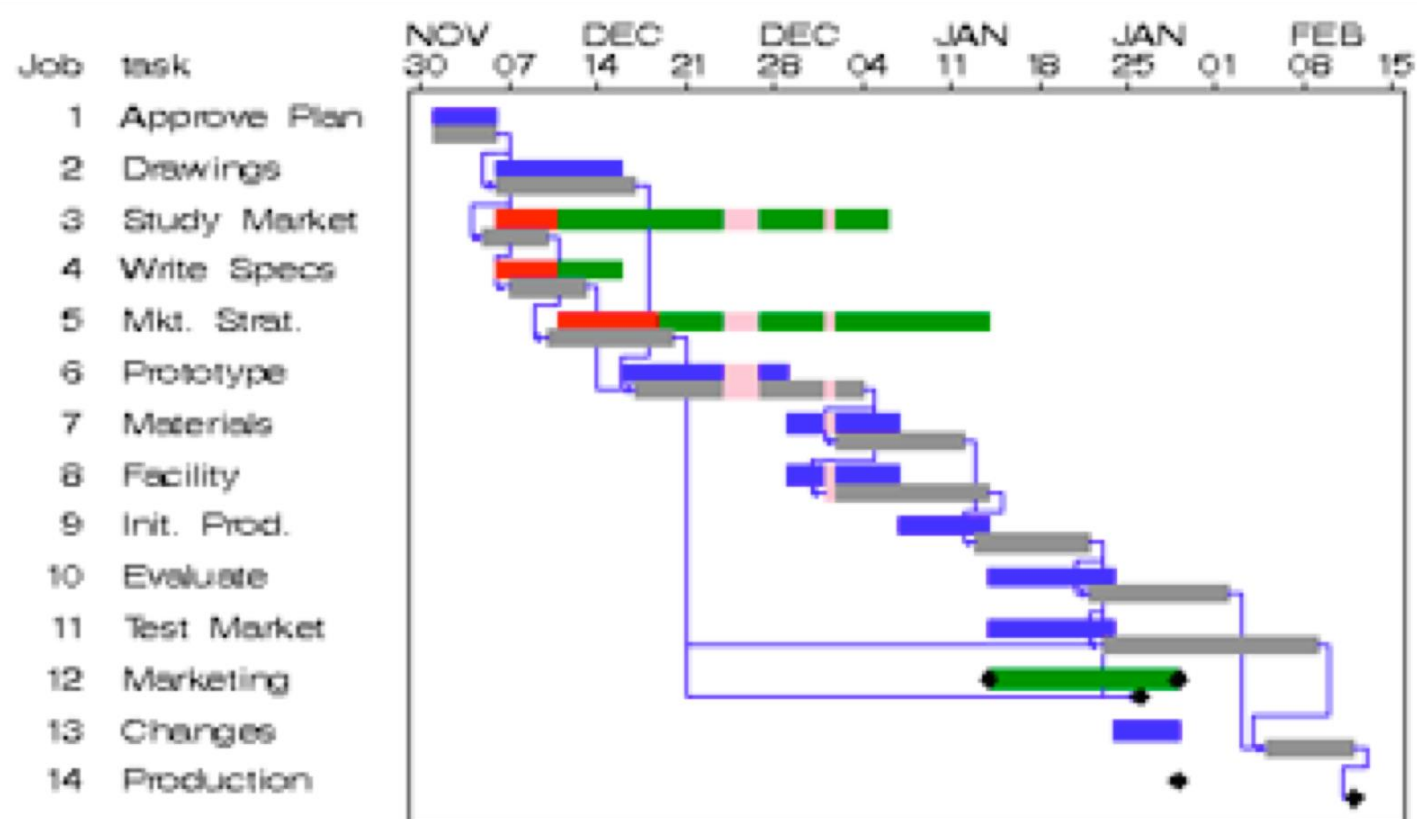 NOV DEC DEC JAN JAN FEB
Job task 30 07 14 21 28 04 11 18 25 01 08 15
1 Approve Plan
2 Drawings
3 Study Market
4 Write Specs
5 Mkt. Strat.
6 Prototype
7 Materials
8 Facility
9 Init. Prod.
10 Evaluate
11 Test Market
12 Marketing
13 Changes
14 Production